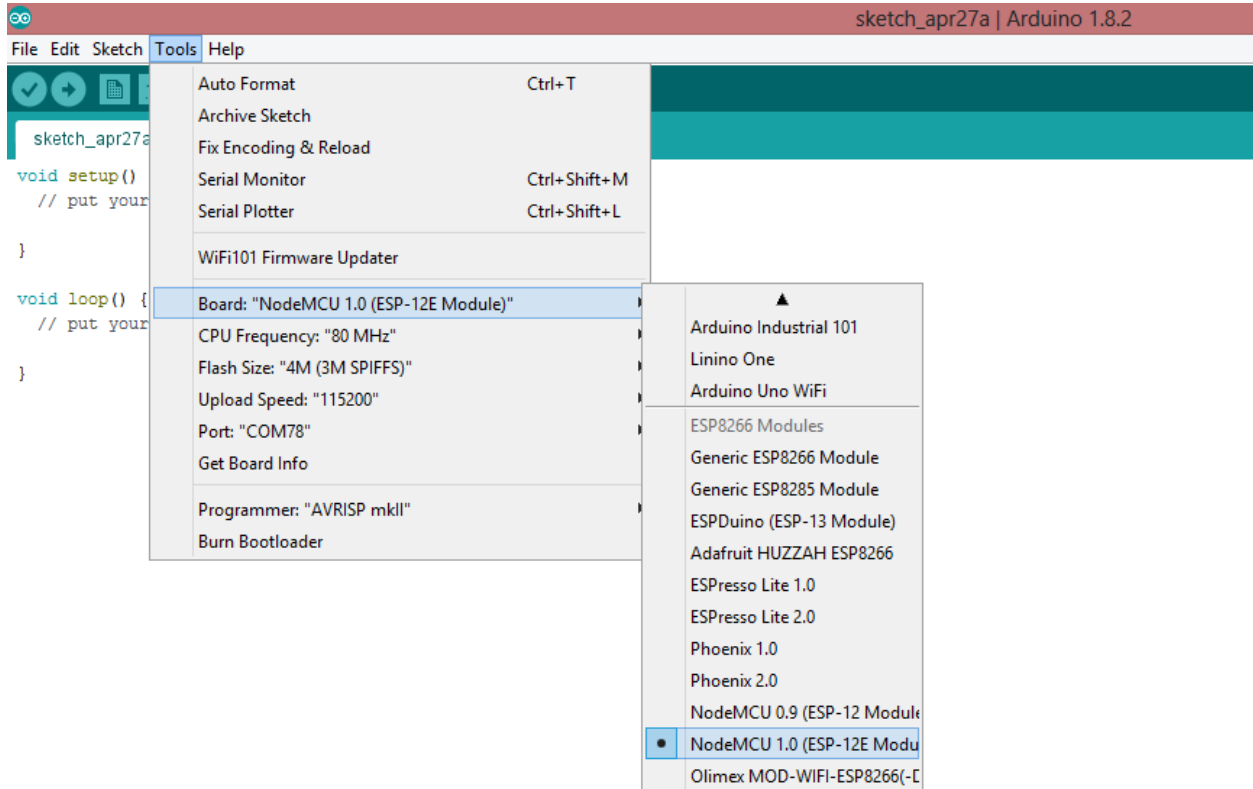 sketch_apr27a | Arduino 1.8.2
File Edit Sketch Tools Help
sketch_apr27a
void setup()
// put your
}
void loop() {
// put your
}
Auto Format Ctrl+T
Archive Sketch
Fix Encoding & Reload
Serial Monitor Ctrl+Shift+M
Serial Plotter Ctrl+Shift+L
WiFi101 Firmware Updater
Board: "NodeMCU 1.0 (ESP-12E Module)"
CPU Frequency: "80 MHz"
Flash Size: "4M (3M SPIFFS)"
Upload Speed: "115200"
Port: "COM78"
Get Board Info
Programmer: "AVRISP mkII"
Burn Bootloader
Arduino Industrial 101
Linino One
Arduino Uno WiFi
ESP8266 Modules
Generic ESP8266 Module
Generic ESP8285 Module
ESPDuino (ESP-13 Module)
Adafruit HUZZAH ESP8266
ESPresso Lite 1.0
ESPresso Lite 2.0
Phoenix 1.0
Phoenix 2.0
NodeMCU 0.9 (ESP-12 Module
NodeMCU 1.0 (ESP-12E Modu
Olimex MOD-WIFI-ESP8266(-D